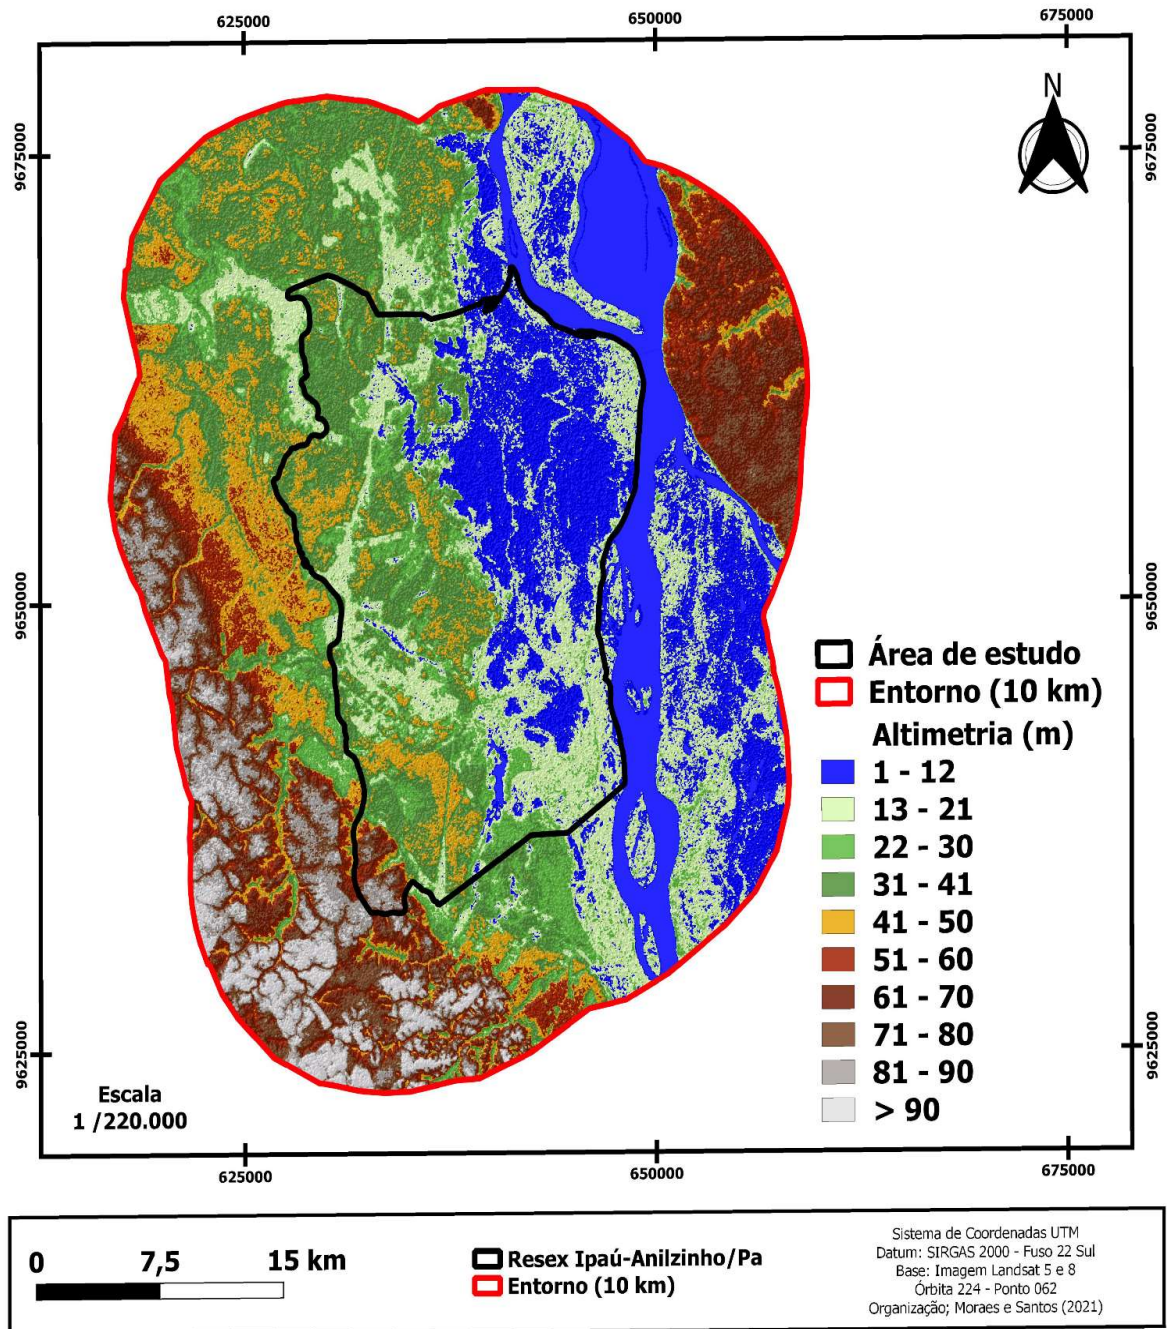 625000
650000
675000
N
9675000
9675000
9650000
9650000
Área de estudo
Entorno (10 km)
Altimetria (m)
1 - 12
13 - 21
22 - 30
31 - 41
41 - 50
51 - 60
61 - 70
71 - 80
81 - 90
> 90
9625000
9625000
Escala
1 /220.000
625000
650000
675000
0 7,5 15 km
Resex Ipaú-Anilzinho/Pa
Entorno (10 km)
Sistema de Coordenadas UTM
Datum: SIRGAS 2000 - Fuso 22 Sul
Base: Imagem Landsat 5 e 8
Órbita 224 - Ponto 062
Organização; Moraes e Santos (2021)